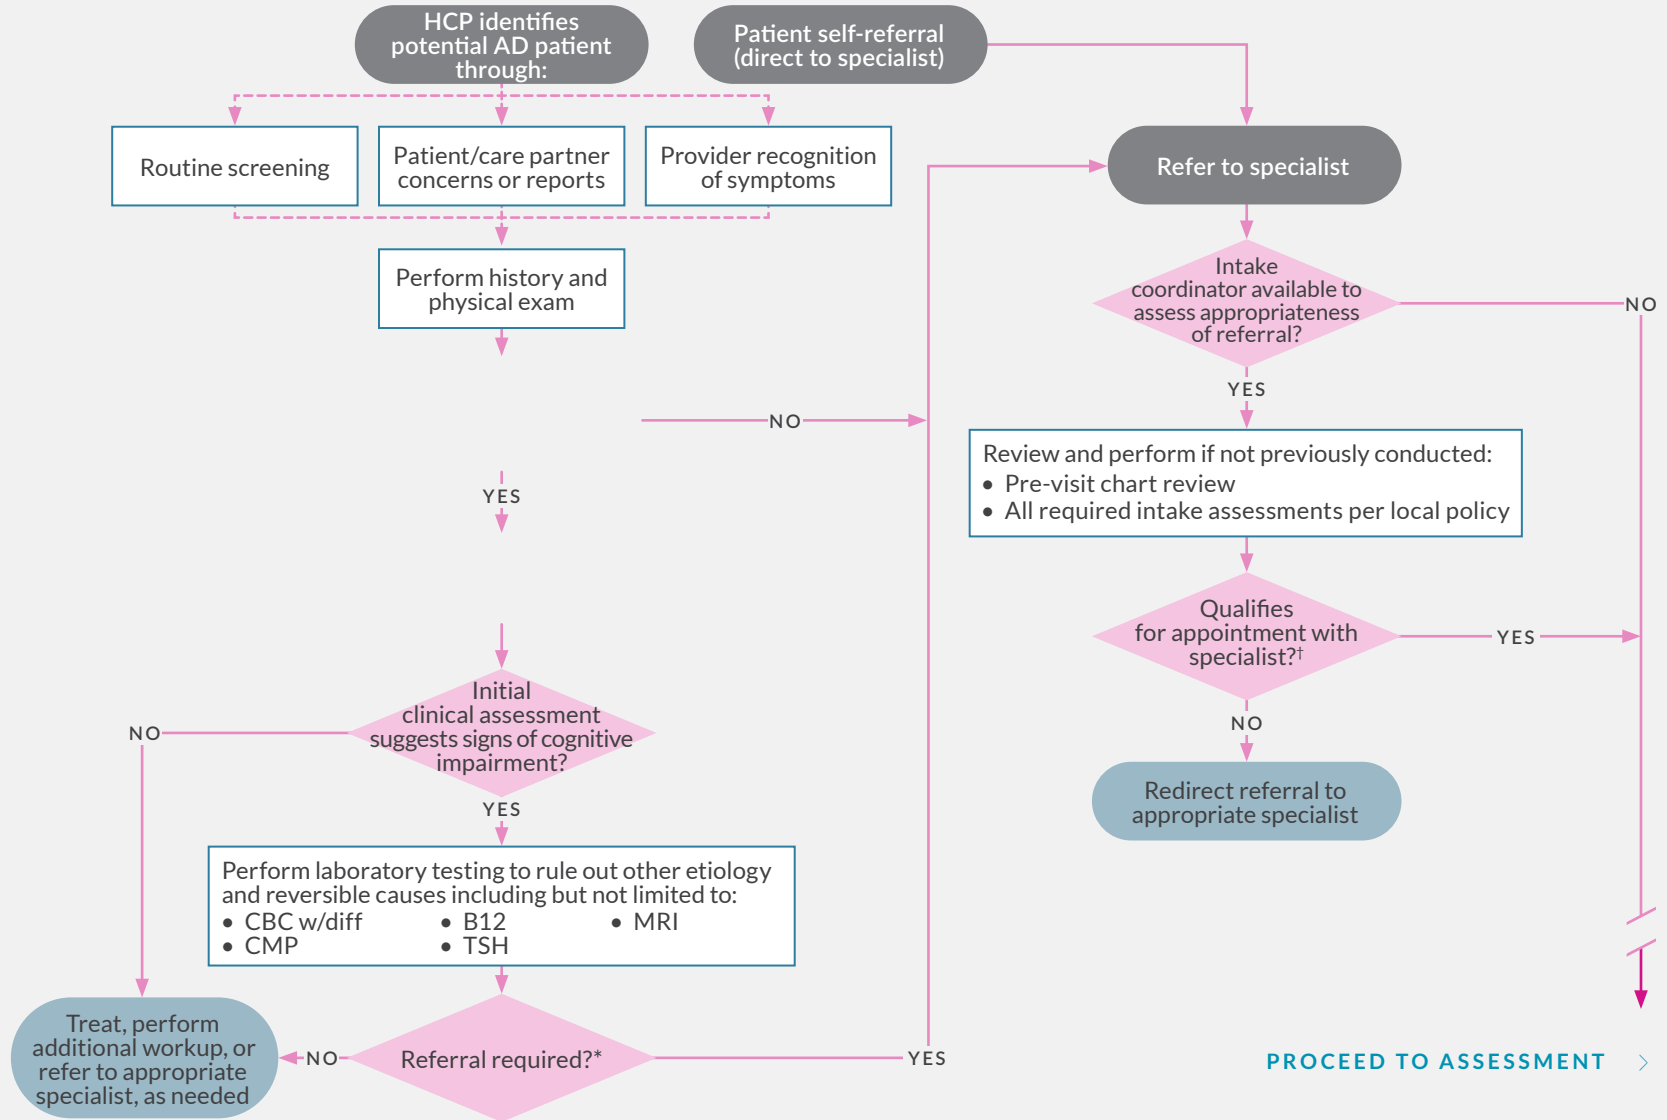 HCP identifies
potential AD patient
through:
Patient self-referral
(direct to specialist)
Routine screening
Patient/care partner
concerns or reports
Provider recognition
of symptoms
Refer to specialist
Perform history and
physical exam
Intake
coordinator available to
assess appropriateness
of referral?
NO
YES
NO
Review and perform if not previously conducted:
• Pre-visit chart review
• All required intake assessments per local policy
YES
Qualifies
for appointment with
specialist?†
YES
NO
Redirect referral to
appropriate specialist
Initial
clinical assessment
suggests signs of cognitive
impairment?
NO
YES
Perform laboratory testing to rule out other etiology
and reversible causes including but not limited to:
• CBC w/diff • B12 • MRI
• CMP • TSH
Treat, perform
additional workup, or
refer to appropriate
specialist, as needed
NO
Referral required?*
YES
PROCEED TO ASSESSMENT >